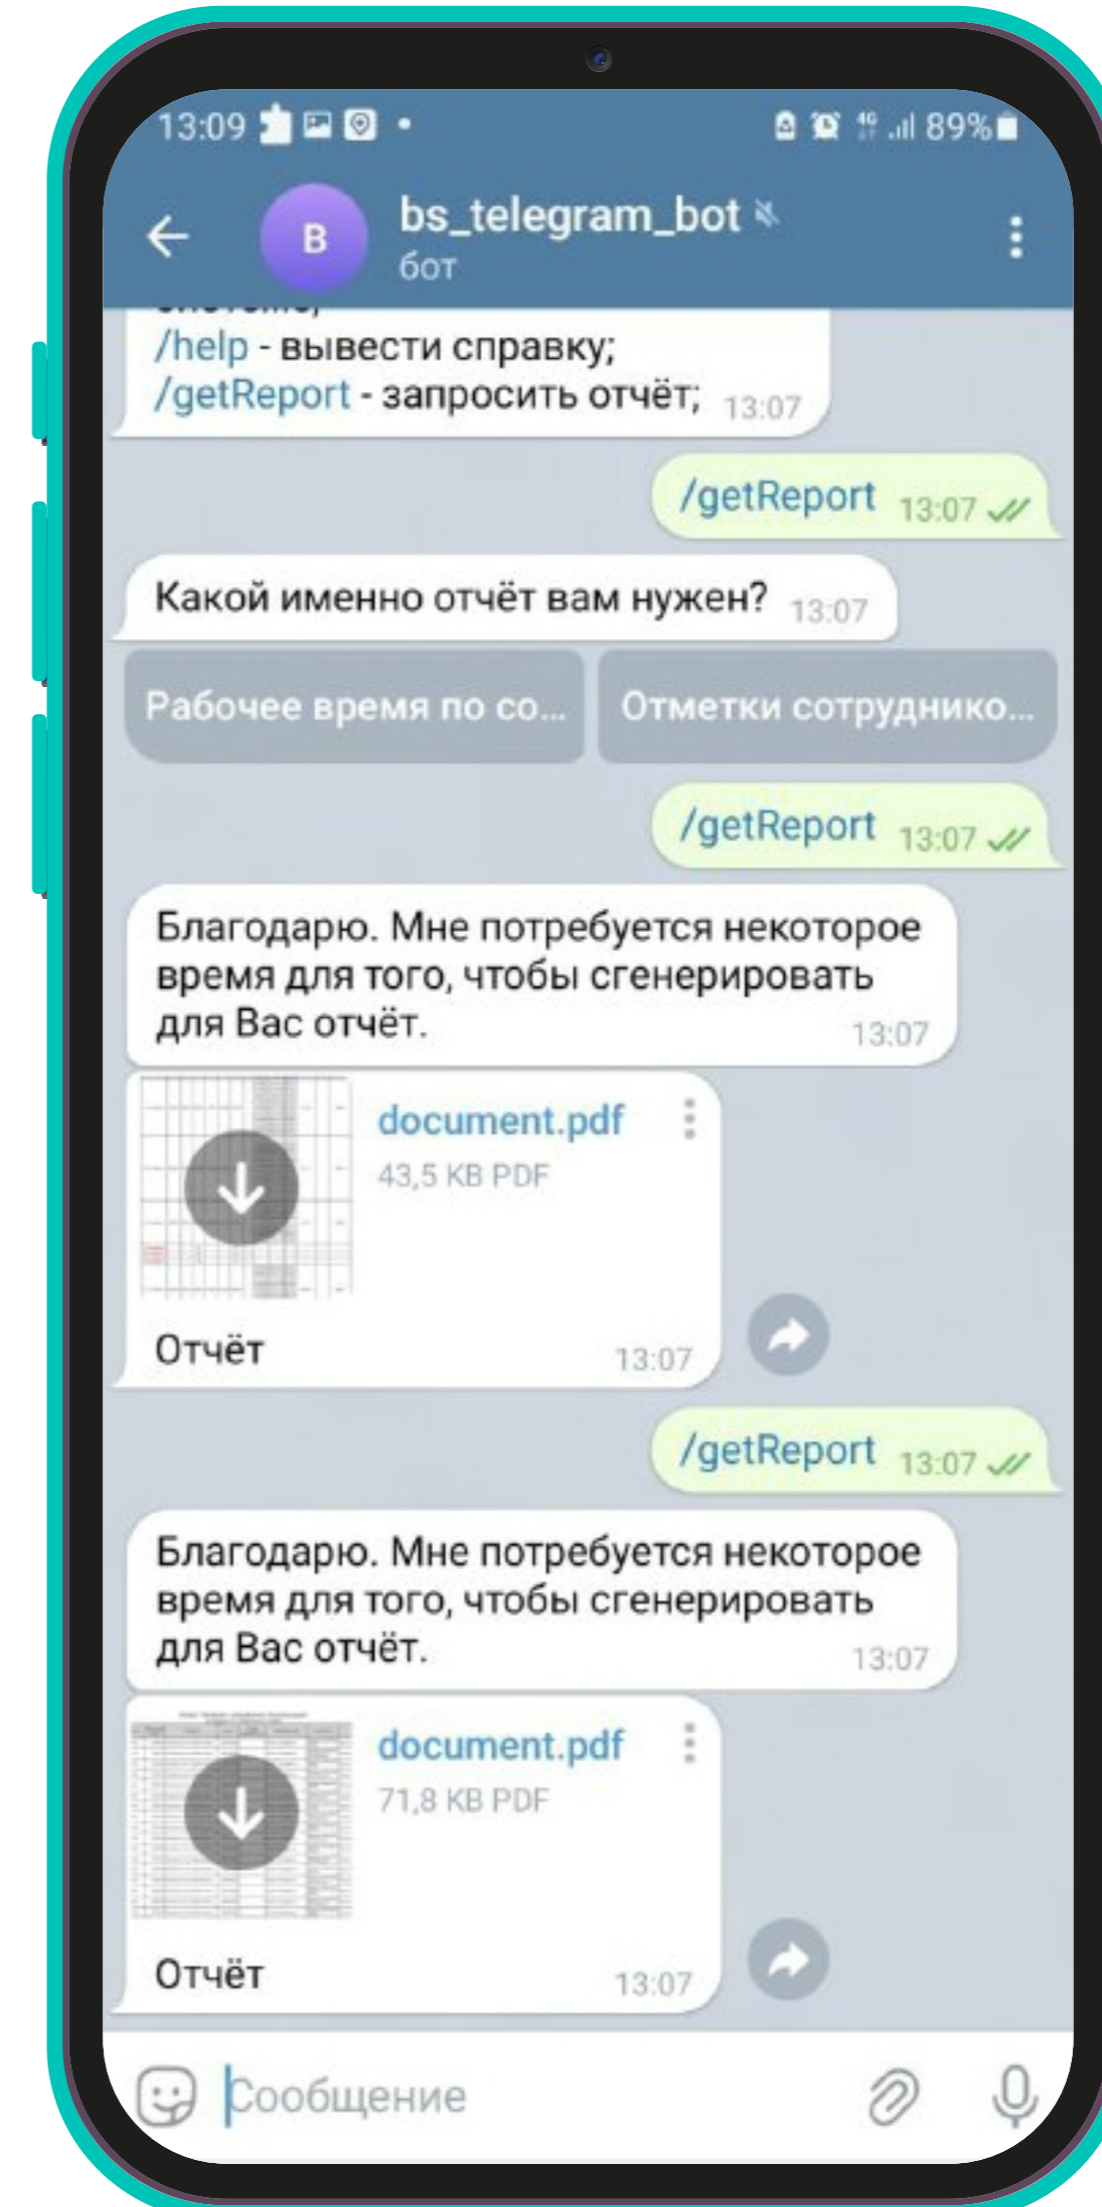 13:09
4G
89%
B
bs_telegram_bot
бот
/help - вывести справку;
/getReport - запросить отчёт; 13:07
/getReport 13:07
Какой именно отчёт вам нужен? 13:07
Рабочее время по со...
Отметки сотруднико...
/getReport 13:07
Благодарю. Мне потребуется некоторое
время для того, чтобы сгенерировать
для Вас отчёт. 13:07
document.pdf
43,5 KB PDF
Отчёт 13:07
/getReport 13:07
Благодарю. Мне потребуется некоторое
время для того, чтобы сгенерировать
для Вас отчёт. 13:07
document.pdf
71,8 KB PDF
Отчёт 13:07
Сообщение